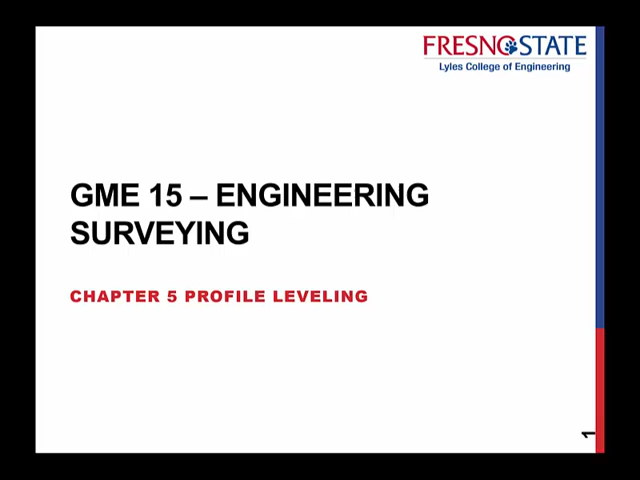 FRESNO STATE
Lyles College of Engineering
GME 15 – ENGINEERING
SURVEYING
CHAPTER 5 PROFILE LEVELING
1